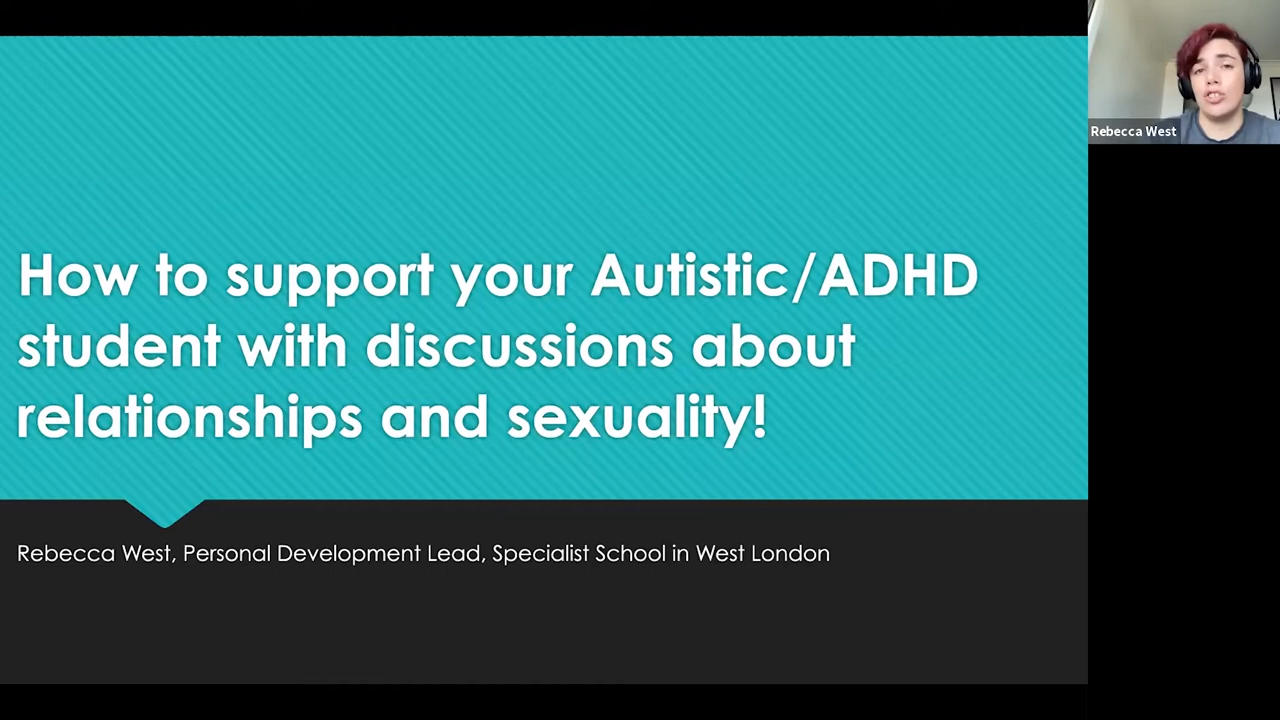 How to support your Autistic/ADHD
student with discussions about
relationships and sexuality!
Rebecca West, Personal Development Lead, Specialist School in West London
Rebecca West